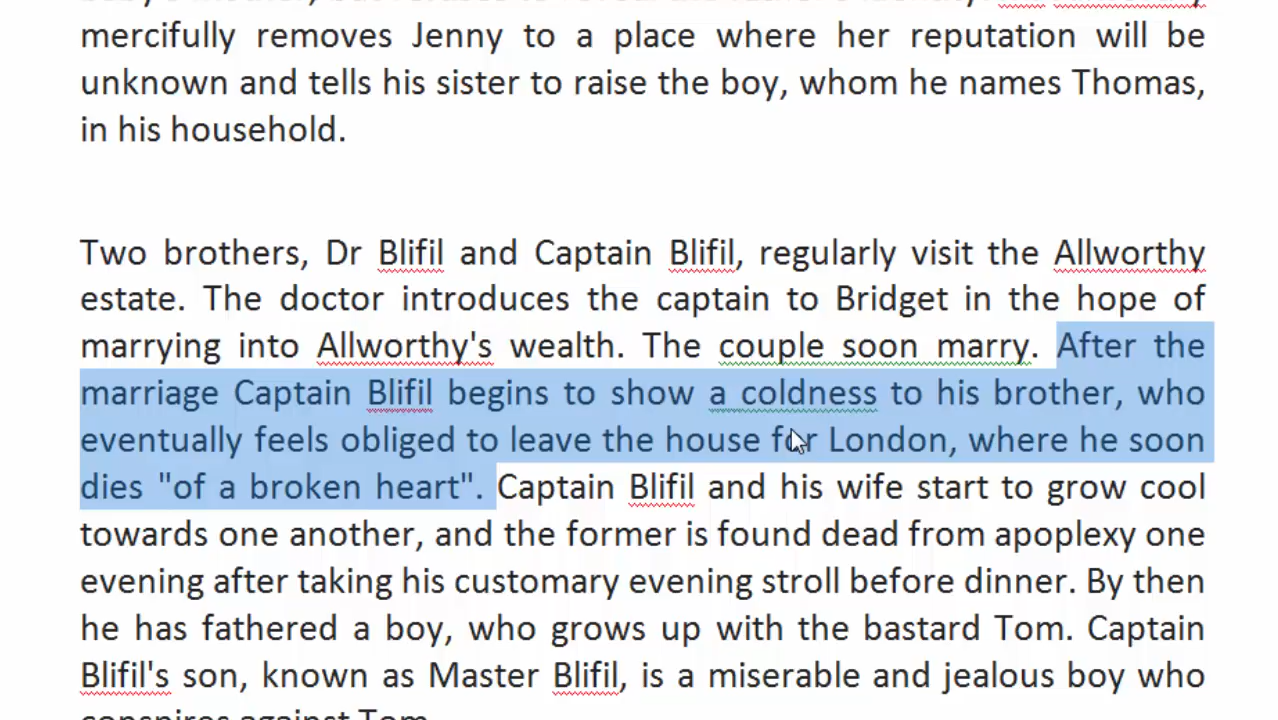 mercifully removes Jenny to a place where her reputation will be
unknown and tells his sister to raise the boy, whom he names Thomas,
in his household.
Two brothers, Dr Blifil and Captain Blifil, regularly visit the Allworthy
estate. The doctor introduces the captain to Bridget in the hope of
marrying into Allworthy's wealth. The couple soon marry. After the
marriage Captain Blifil begins to show a coldness to his brother, who
eventually feels obliged to leave the house for London, where he soon
dies "of a broken heart". Captain Blifil and his wife start to grow cool
towards one another, and the former is found dead from apoplexy one
evening after taking his customary evening stroll before dinner. By then
he has fathered a boy, who grows up with the bastard Tom. Captain
Blifil's son, known as Master Blifil, is a miserable and jealous boy who
conspires against Tom.